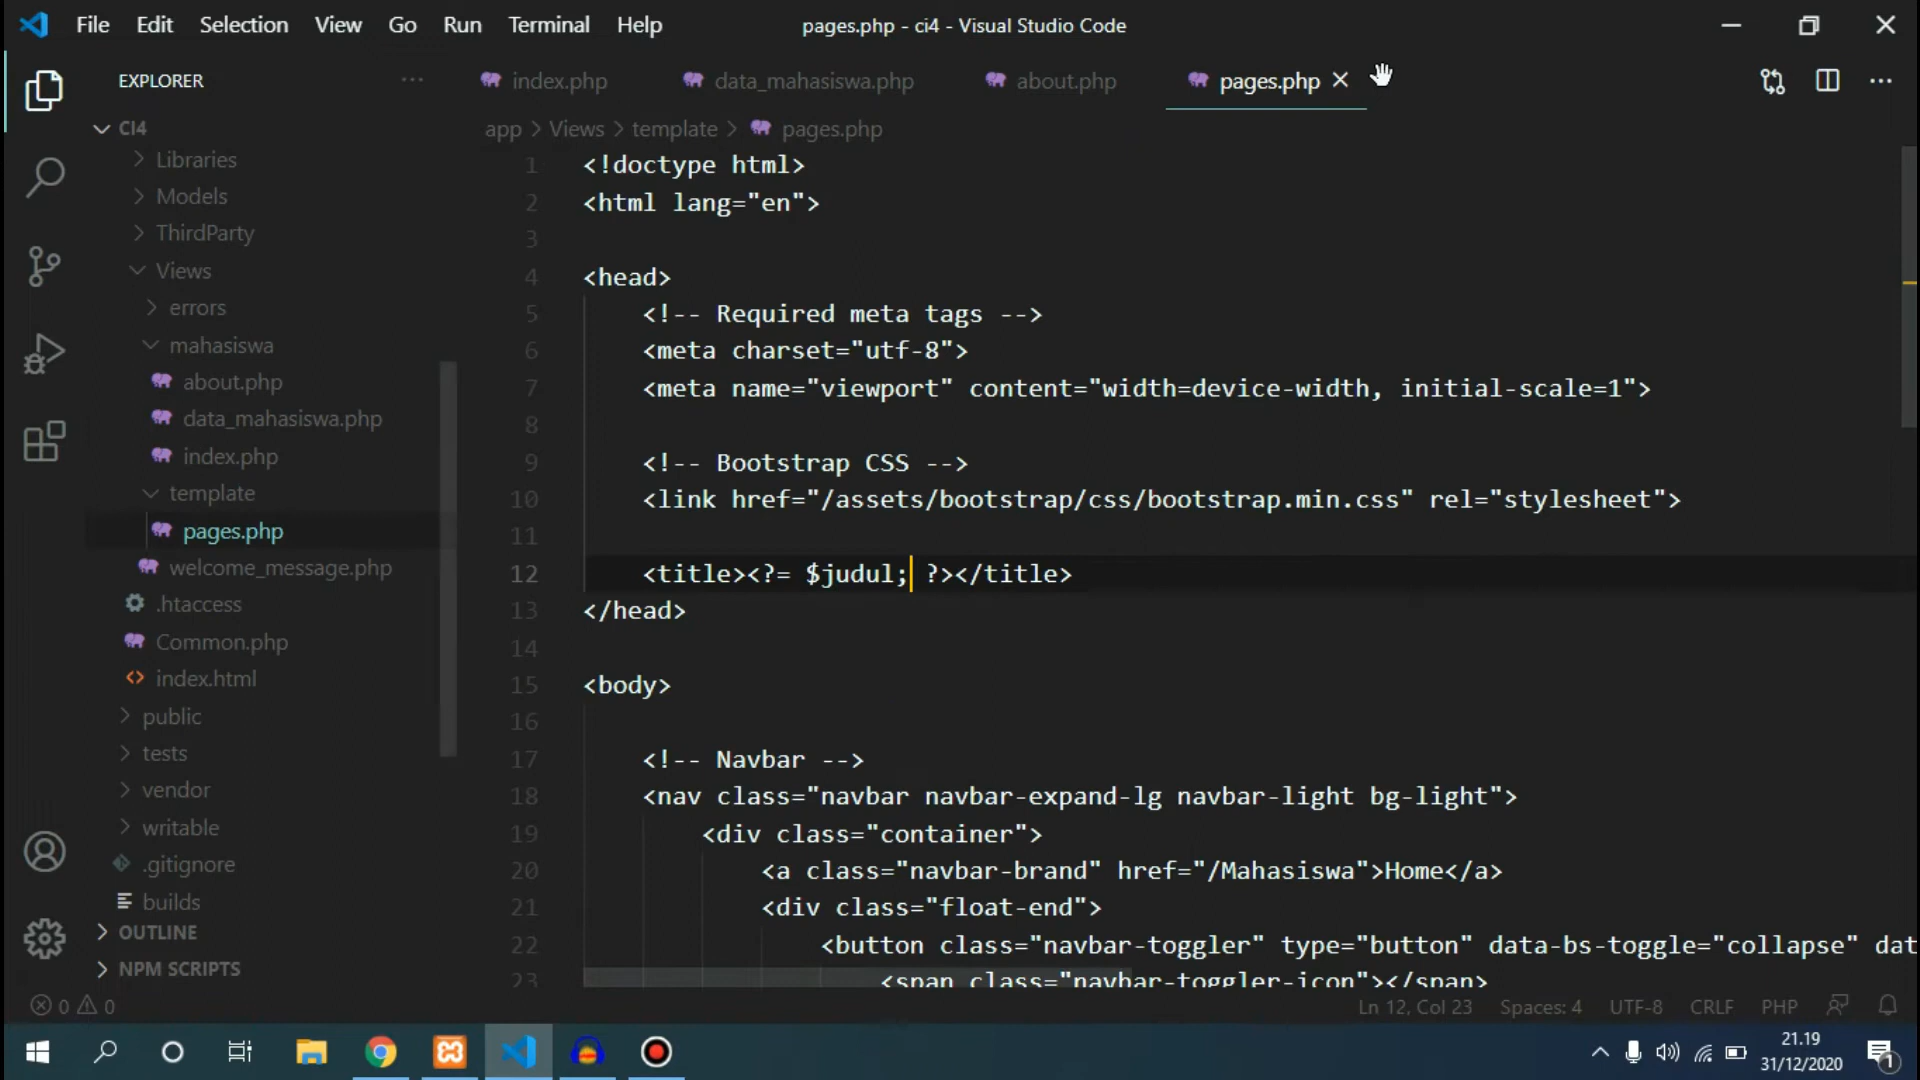 File Edit Selection View Go Run Terminal Help
pages.php - ci4 - Visual Studio Code
EXPLORER
index.php
data_mahasiswa.php
about.php
pages.php
CI4
app > Views > template > pages.php
Libraries
Models
ThirdParty
Views
errors
mahasiswa
about.php
data_mahasiswa.php
index.php
template
pages.php
welcome_message.php
.htaccess
Common.php
index.html
public
tests
vendor
writable
.gitignore
builds
OUTLINE
NPM SCRIPTS
1 <!doctype html>
2 <html lang="en">
3
4 <head>
5 <!-- Required meta tags -->
6 <meta charset="utf-8">
7 <meta name="viewport" content="width=device-width, initial-scale=1">
8
9 <!-- Bootstrap CSS -->
10 <link href="/assets/bootstrap/css/bootstrap.min.css" rel="stylesheet">
11
12 <title><?= $judul; ?></title>
13 </head>
14
15 <body>
16
17 <!-- Navbar -->
18 <nav class="navbar navbar-expand-lg navbar-light bg-light">
19 <div class="container">
20 <a class="navbar-brand" href="/Mahasiswa">Home</a>
21 <div class="float-end">
22 <button class="navbar-toggler" type="button" data-bs-toggle="collapse" dat
23 <span class="navbar-toggler-icon"></span>
0 0
Ln 12, Col 23 Spaces: 4 UTF-8 CRLF PHP
21.19
31/12/2020
1